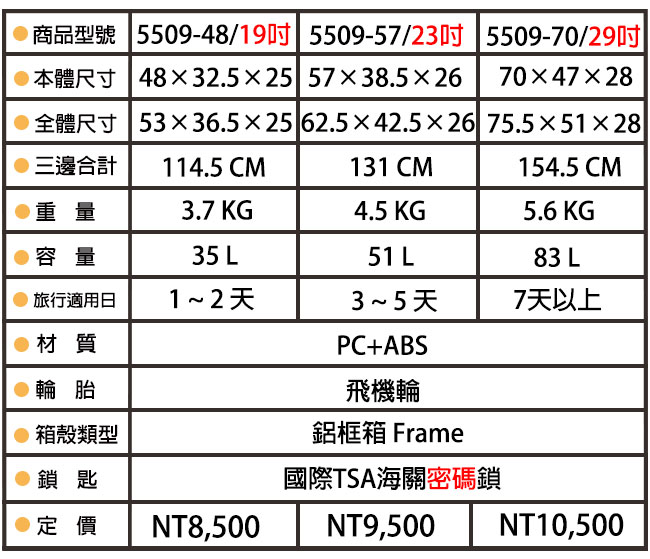 商品型號 5509-48/19吋 5509-57/23吋 5509-70/29吋
本體尺寸 48×32.5×25 57×38.5×26 70×47×28
全體尺寸 53×36.5×25 62.5×42.5×26 75.5×51×28
三邊合計 114.5 CM 131 CM 154.5 CM
重 量 3.7 KG 4.5 KG 5.6 KG
容 量 35 L 51 L 83 L
旅行適用日 1 ~ 2 天 3 ~ 5 天 7天以上
材 質 PC+ABS
輪 胎 飛機輪
箱殼類型 鋁框箱 Frame
鎖 匙 國際TSA海關密碼鎖
定 價 NT8,500 NT9,500 NT10,500